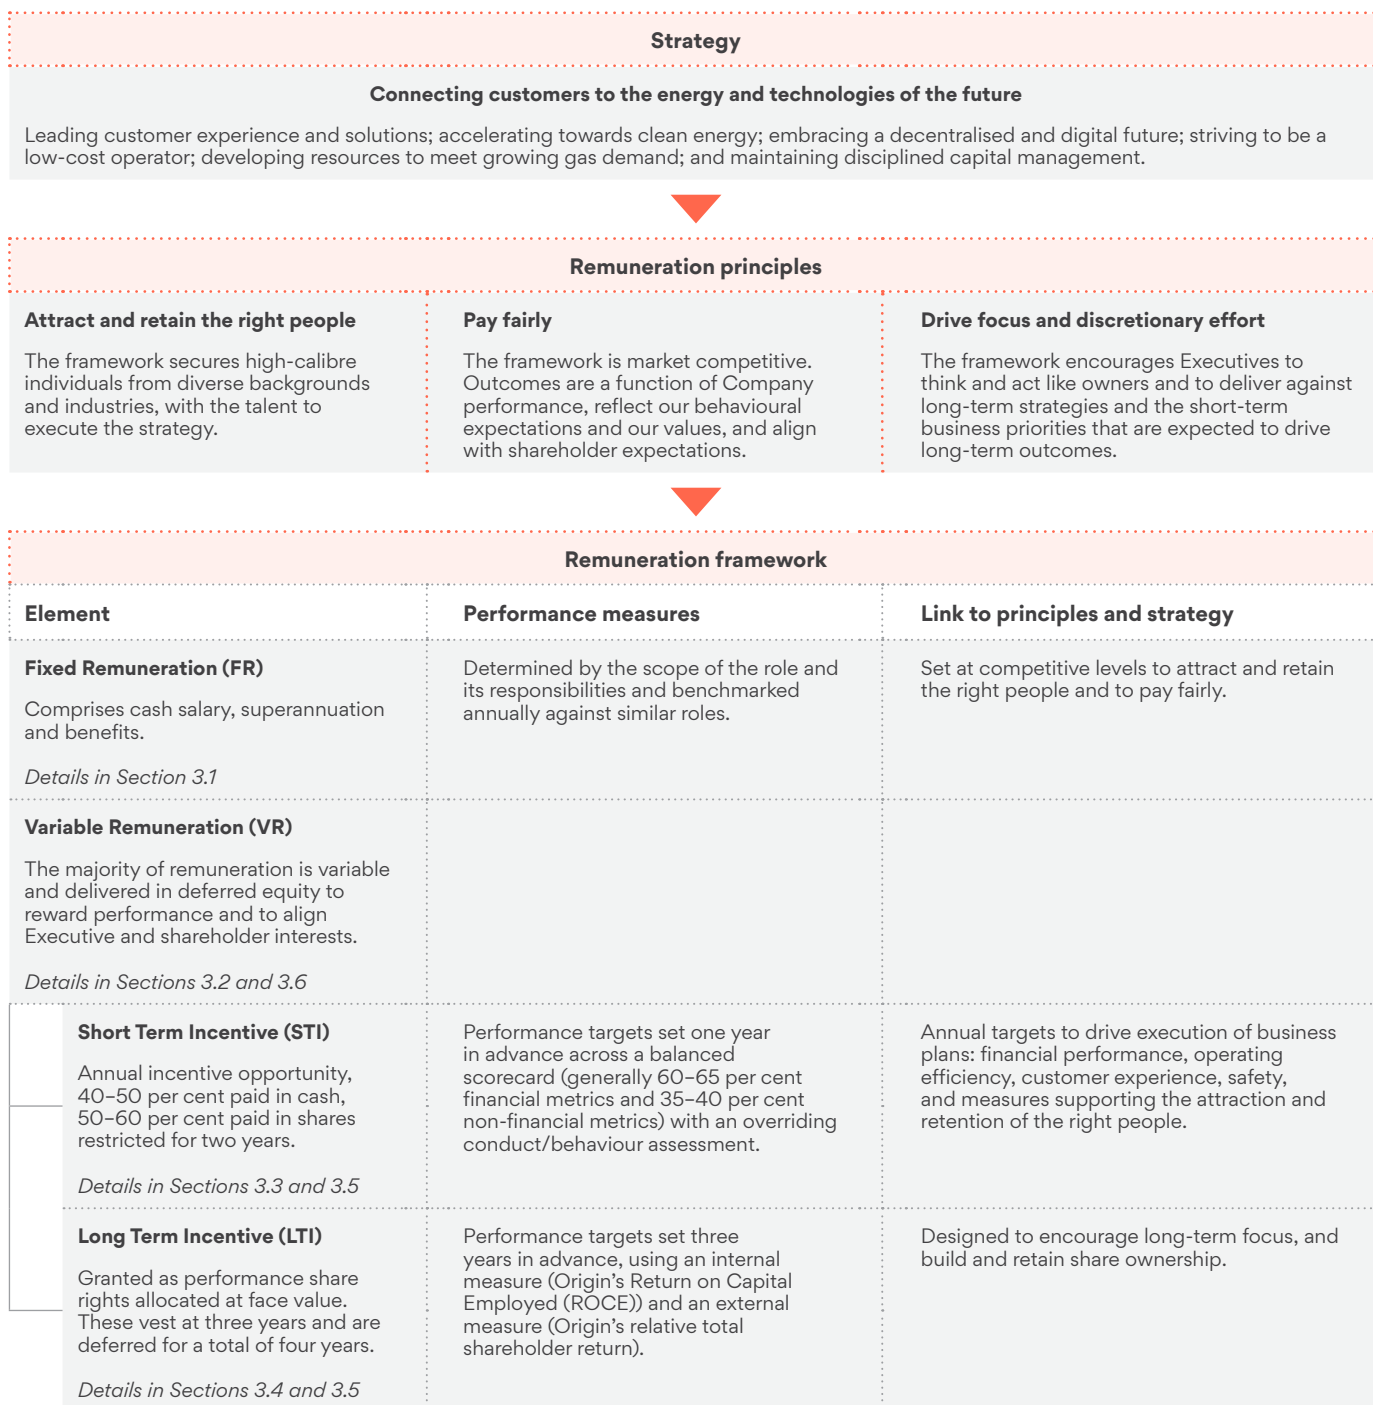 Strategy
Connecting customers to the energy and technologies of the future
Leading customer experience and solutions; accelerating towards clean energy; embracing a decentralised and digital future; striving to be a
low-cost operator; developing resources to meet growing gas demand; and maintaining disciplined capital management.
Remuneration principles
Attract and retain the right people
The framework secures high-calibre
individuals from diverse backgrounds
and industries, with the talent to
execute the strategy.
Pay fairly
The framework is market competitive.
Outcomes are a function of Company
performance, reflect our behavioural
expectations and our values, and align
with shareholder expectations.
Drive focus and discretionary effort
The framework encourages Executives to
think and act like owners and to deliver against
long-term strategies and the short-term
business priorities that are expected to drive
long-term outcomes.
Remuneration framework
Element
Performance measures
Link to principles and strategy
Fixed Remuneration (FR)
Comprises cash salary, superannuation
and benefits.
Details in Section 3.1
Determined by the scope of the role and
its responsibilities and benchmarked
annually against similar roles.
Set at competitive levels to attract and retain
the right people and to pay fairly.
Variable Remuneration (VR)
The majority of remuneration is variable
and delivered in deferred equity to
reward performance and to align
Executive and shareholder interests.
Details in Sections 3.2 and 3.6
Short Term Incentive (STI)
Annual incentive opportunity,
40–50 per cent paid in cash,
50–60 per cent paid in shares
restricted for two years.
Details in Sections 3.3 and 3.5
Performance targets set one year
in advance across a balanced
scorecard (generally 60–65 per cent
financial metrics and 35–40 per cent
non-financial metrics) with an overriding
conduct/behaviour assessment.
Annual targets to drive execution of business
plans: financial performance, operating
efficiency, customer experience, safety,
and measures supporting the attraction and
retention of the right people.
Long Term Incentive (LTI)
Granted as performance share
rights allocated at face value.
These vest at three years and are
deferred for a total of four years.
Details in Sections 3.4 and 3.5
Performance targets set three
years in advance, using an internal
measure (Origin's Return on Capital
Employed (ROCE)) and an external
measure (Origin's relative total
shareholder return).
Designed to encourage long-term focus, and
build and retain share ownership.